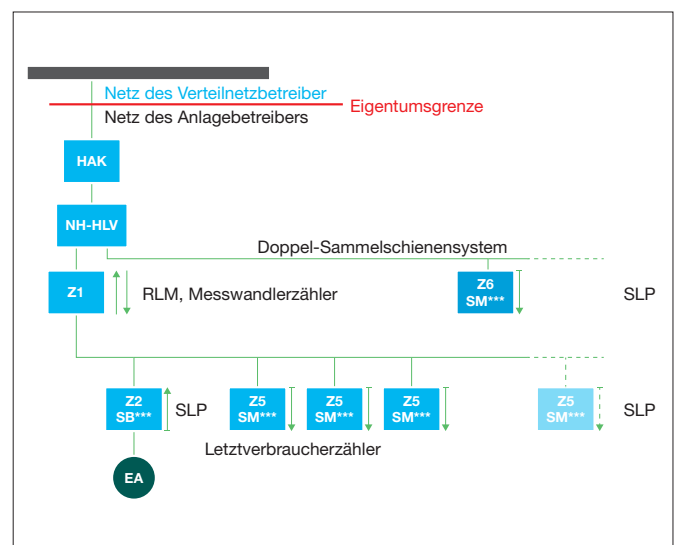 Netz des Verteilnetzbetreiber
Eigentumsgrenze
Netz des Anlagebetreibers
HAK
NH-HLV
Doppel-Sammelschienensystem
Z1
RLM, Messwandlerzähler
Z6
SM***
SLP
Z2
SB***
SLP
Z5
SM***
Z5
SM***
Z5
SM***
Z5
SM***
SLP
Letztverbraucherzähler
EA